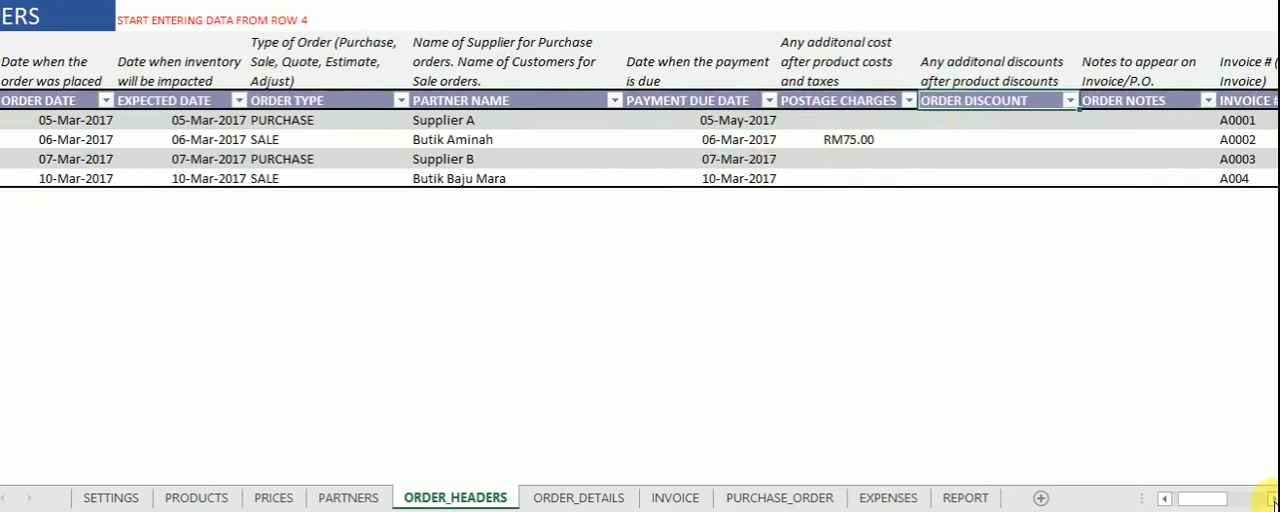 ERS
START ENTERING DATA FROM ROW 4
Date when the order was placed
Date when inventory will be impacted
Type of Order (Purchase, Sale, Quote, Estimate, Adjust)
Name of Supplier for Purchase orders. Name of Customers for Sale orders.
Date when the payment is due
Any additonal cost after product costs and taxes
Any additonal discounts after product discounts
Notes to appear on Invoice/P.O.
Invoice # ( Invoice)
ORDER DATE EXPECTED DATE ORDER TYPE PARTNER NAME PAYMENT DUE DATE POSTAGE CHARGES ORDER DISCOUNT ORDER NOTES INVOICE #
05-Mar-2017 05-Mar-2017 PURCHASE Supplier A 05-May-2017 A0001
06-Mar-2017 06-Mar-2017 SALE Butik Aminah 06-Mar-2017 RM75.00 A0002
07-Mar-2017 07-Mar-2017 PURCHASE Supplier B 07-Mar-2017 A0003
10-Mar-2017 10-Mar-2017 SALE Butik Baju Mara 10-Mar-2017 A004
SETTINGS PRODUCTS PRICES PARTNERS ORDER_HEADERS ORDER_DETAILS INVOICE PURCHASE_ORDER EXPENSES REPORT